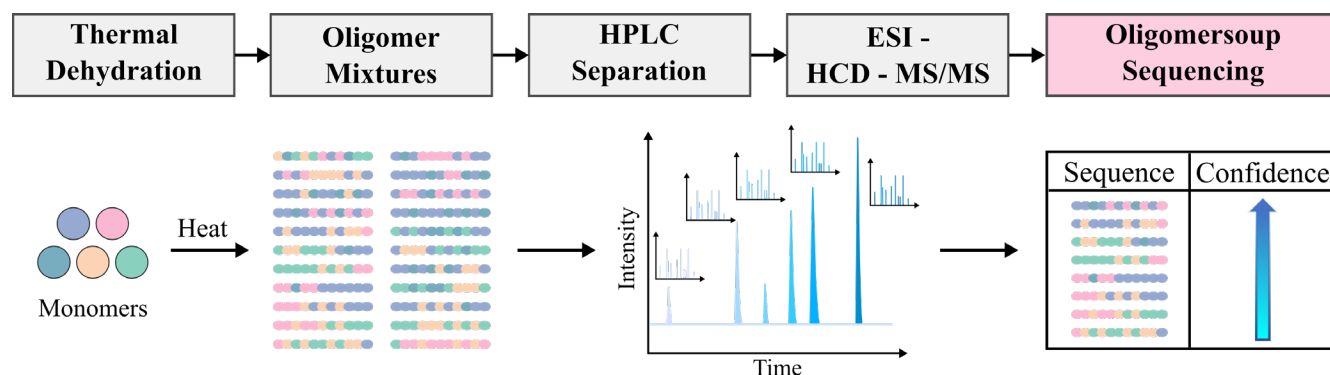 Thermal
Dehydration
Oligomer
Mixtures
HPLC
Separation
ESI -
HCD - MS/MS
Oligomersoup
Sequencing
Monomers
Heat
Intensity
Time
Sequence
Confidence